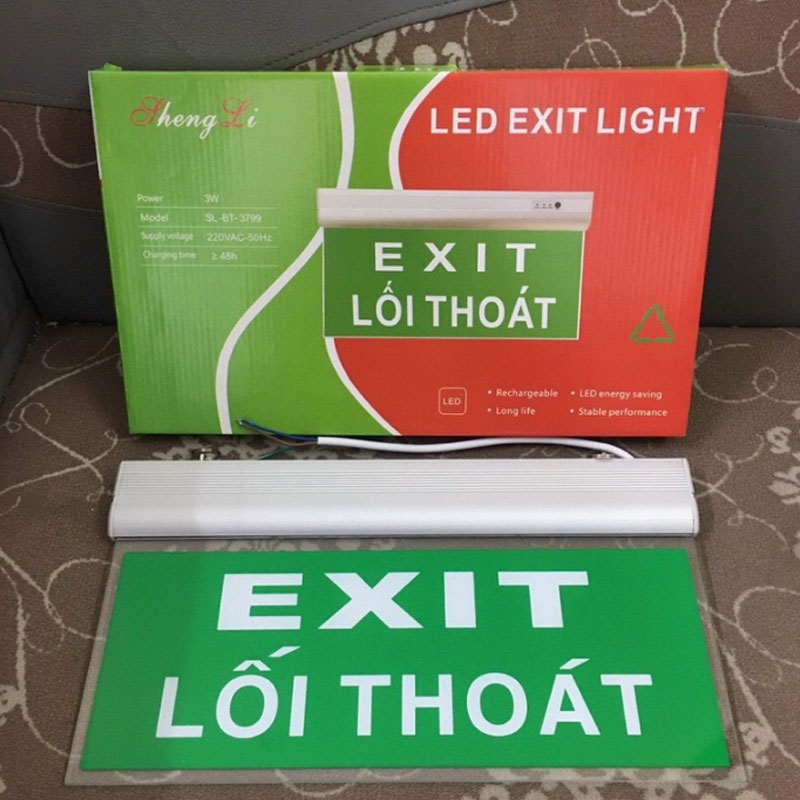 Sheng Li
LED EXIT LIGHT
Power 3W
Model SL-BT-3799
Supply voltage 220VAC-50Hz
Charging time ≥48h
EXIT
LỐI THOÁT
LED
• Rechargeable • LED energy saving
• Long life • Stable performance
EXIT
LỐI THOÁT